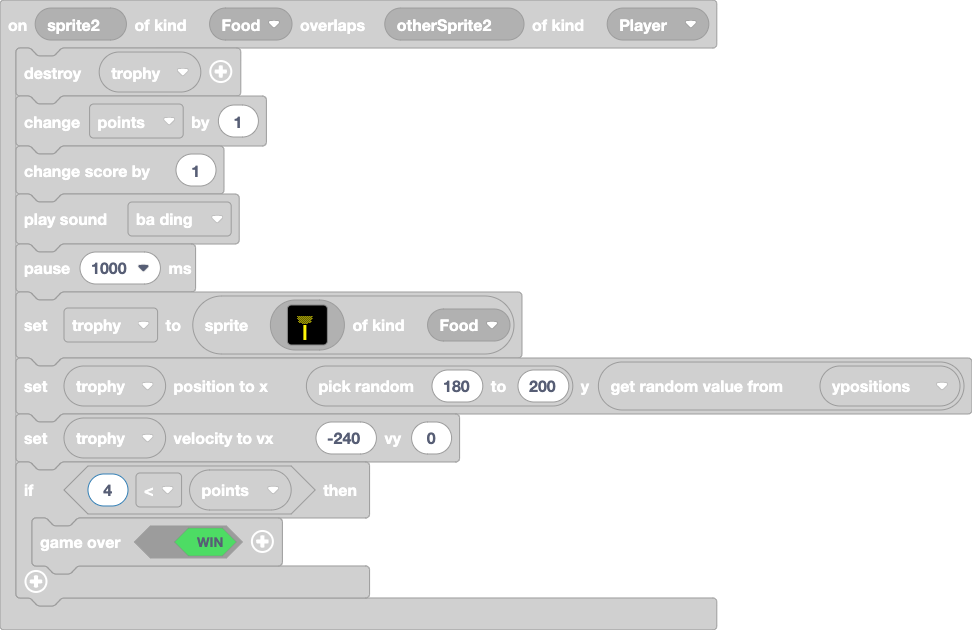 on sprite2 of kind Food overlaps otherSprite2 of kind Player
destroy trophy
change points by 1
change score by 1
play sound ba ding
pause 1000 ms
set trophy to sprite of kind Food
set trophy position to x pick random 180 to 200 y get random value from ypositions
set trophy velocity to vx -240 vy 0
if 4 < points then
game over WIN